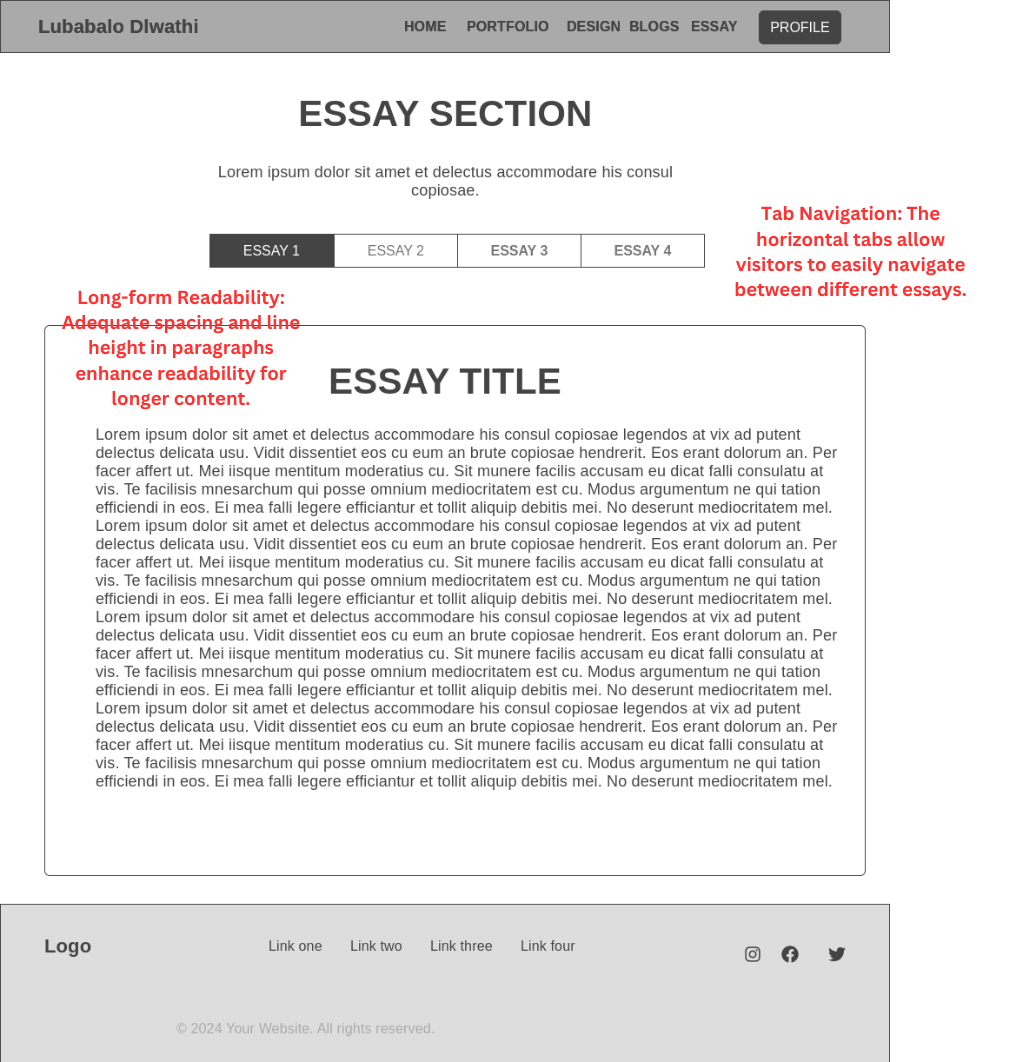 Lubabalo Dlwathi
HOME PORTFOLIO DESIGN BLOGS ESSAY PROFILE
ESSAY SECTION
Lorem ipsum dolor sit amet et delectus accommodare his consul
copiosae.
Tab Navigation: The
horizontal tabs allow
visitors to easily navigate
between different essays.
ESSAY 1 ESSAY 2 ESSAY 3 ESSAY 4
Long-form Readability:
Adequate spacing and line
height in paragraphs
enhance readability for
longer content.
ESSAY TITLE
Lorem ipsum dolor sit amet et delectus accommodare his consul copiosae legendos at vix ad putent
delectus delicata usu. Vidit dissentiet eos cu eum an brute copiosae hendrerit. Eos erant dolorum an. Per
facer affert ut. Mei iisque mentitum moderatius cu. Sit munere facilis accusam eu dicat falli consulatu at
vis. Te facilisis mnesarchum qui posse omnium mediocritatem est cu. Modus argumentum ne qui tation
efficiendi in eos. Ei mea falli legere efficiantur et tollit aliquip debitis mei. No deserunt mediocritatem mel.
Lorem ipsum dolor sit amet et delectus accommodare his consul copiosae legendos at vix ad putent
delectus delicata usu. Vidit dissentiet eos cu eum an brute copiosae hendrerit. Eos erant dolorum an. Per
facer affert ut. Mei iisque mentitum moderatius cu. Sit munere facilis accusam eu dicat falli consulatu at
vis. Te facilisis mnesarchum qui posse omnium mediocritatem est cu. Modus argumentum ne qui tation
efficiendi in eos. Ei mea falli legere efficiantur et tollit aliquip debitis mei. No deserunt mediocritatem mel.
Lorem ipsum dolor sit amet et delectus accommodare his consul copiosae legendos at vix ad putent
delectus delicata usu. Vidit dissentiet eos cu eum an brute copiosae hendrerit. Eos erant dolorum an. Per
facer affert ut. Mei iisque mentitum moderatius cu. Sit munere facilis accusam eu dicat falli consulatu at
vis. Te facilisis mnesarchum qui posse omnium mediocritatem est cu. Modus argumentum ne qui tation
efficiendi in eos. Ei mea falli legere efficiantur et tollit aliquip debitis mei. No deserunt mediocritatem mel.
Lorem ipsum dolor sit amet et delectus accommodare his consul copiosae legendos at vix ad putent
delectus delicata usu. Vidit dissentiet eos cu eum an brute copiosae hendrerit. Eos erant dolorum an. Per
facer affert ut. Mei iisque mentitum moderatius cu. Sit munere facilis accusam eu dicat falli consulatu at
vis. Te facilisis mnesarchum qui posse omnium mediocritatem est cu. Modus argumentum ne qui tation
efficiendi in eos. Ei mea falli legere efficiantur et tollit aliquip debitis mei. No deserunt mediocritatem mel.
Logo
Link one Link two Link three Link four
© 2024 Your Website. All rights reserved.